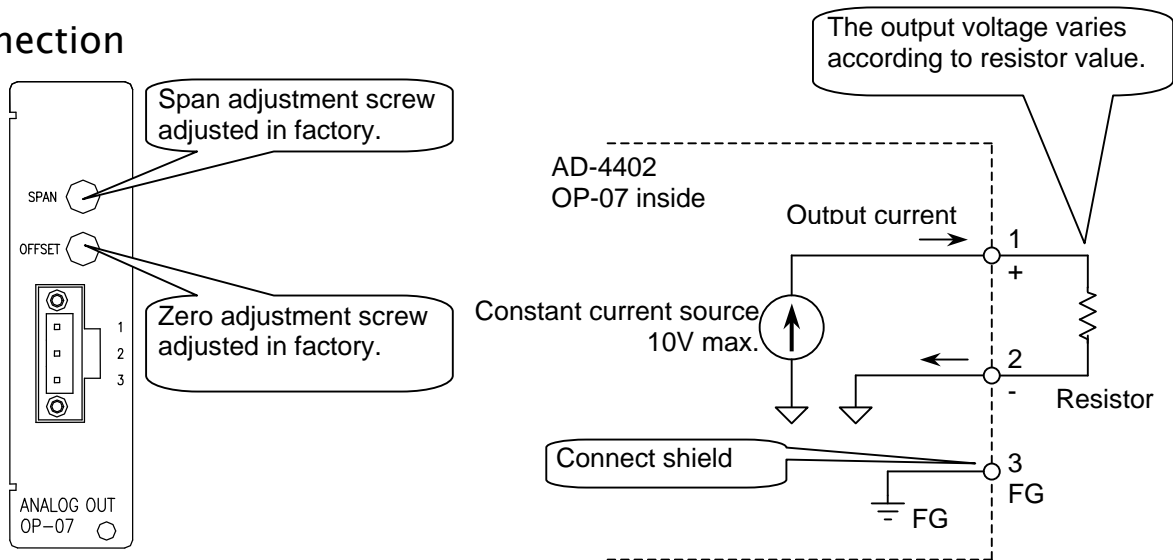 nection
Span adjustment screw
adjusted in factory.
SPAN
OFFSET
Zero adjustment screw
adjusted in factory.
1
2
3
ANALOG OUT
OP-07
The output voltage varies
according to resistor value.
AD-4402
OP-07 inside
Output current
1
+
Constant current source
10V max.
2
-
Resistor
Connect shield
3
FG
FG